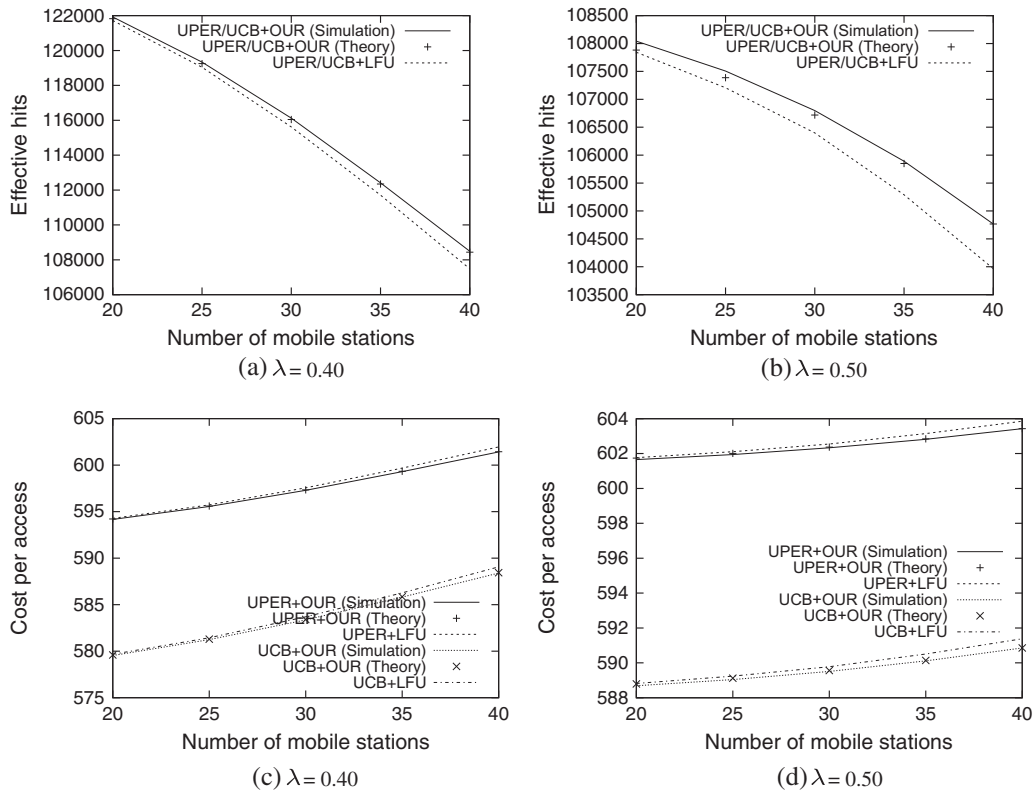 122000
120000
118000
116000
114000
112000
110000
108000
106000
20
25
30
35
40
Effective hits
Number of mobile stations
UPER/UCB+OUR (Simulation)
UPER/UCB+OUR (Theory)
UPER/UCB+LFU
(a) λ = 0.40
108500
108000
107500
107000
106500
106000
105500
105000
104500
104000
103500
20
25
30
35
40
Effective hits
Number of mobile stations
UPER/UCB+OUR (Simulation)
UPER/UCB+OUR (Theory)
UPER/UCB+LFU
(b) λ = 0.50
605
600
595
590
585
580
575
20
25
30
35
40
Cost per access
Number of mobile stations
UPER+OUR (Simulation)
UPER+OUR (Theory)
UPER+LFU
UCB+OUR (Simulation)
UCB+OUR (Theory)
UCB+LFU
(c) λ = 0.40
604
602
600
598
596
594
592
590
588
20
25
30
35
40
Cost per access
Number of mobile stations
UPER+OUR (Simulation)
UPER+OUR (Theory)
UPER+LFU
UCB+OUR (Simulation)
UCB+OUR (Theory)
UCB+LFU
(d) λ = 0.50